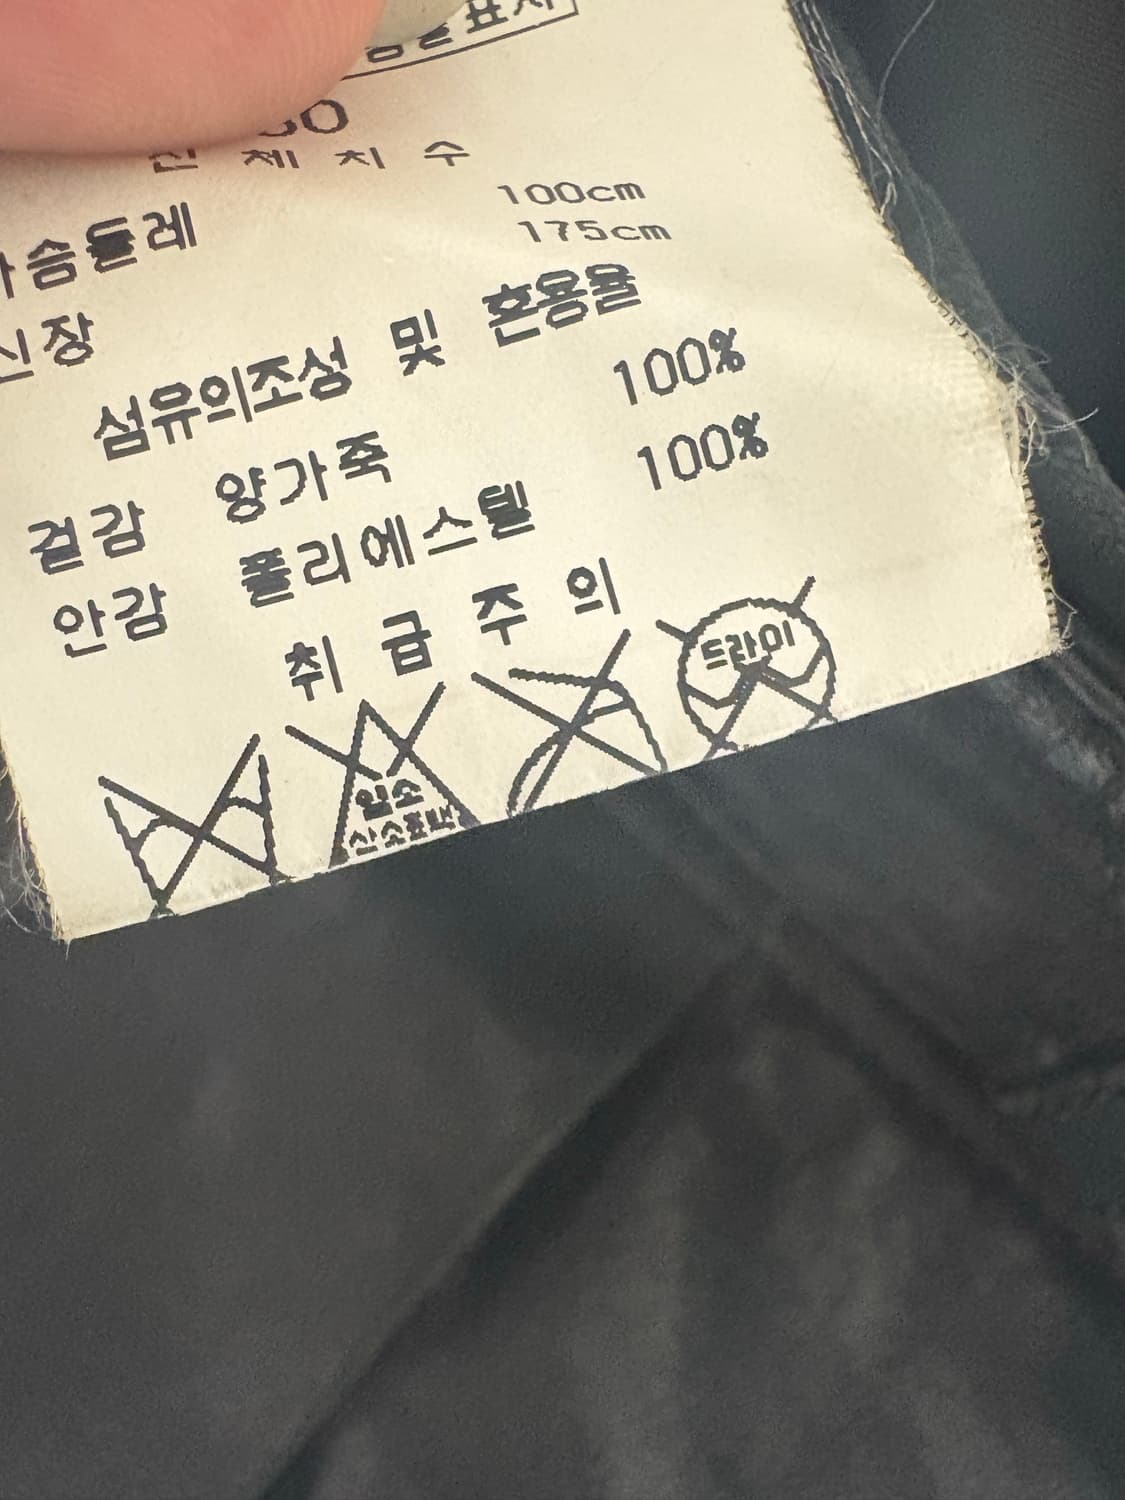 신 체 치 수
가슴둘레 100cm
신장 175cm
섬유의조성 및 혼용율
겉감 양가죽 100%
안감 폴리에스텔 100%
취 급 주 의
염소
산소표백
드라이